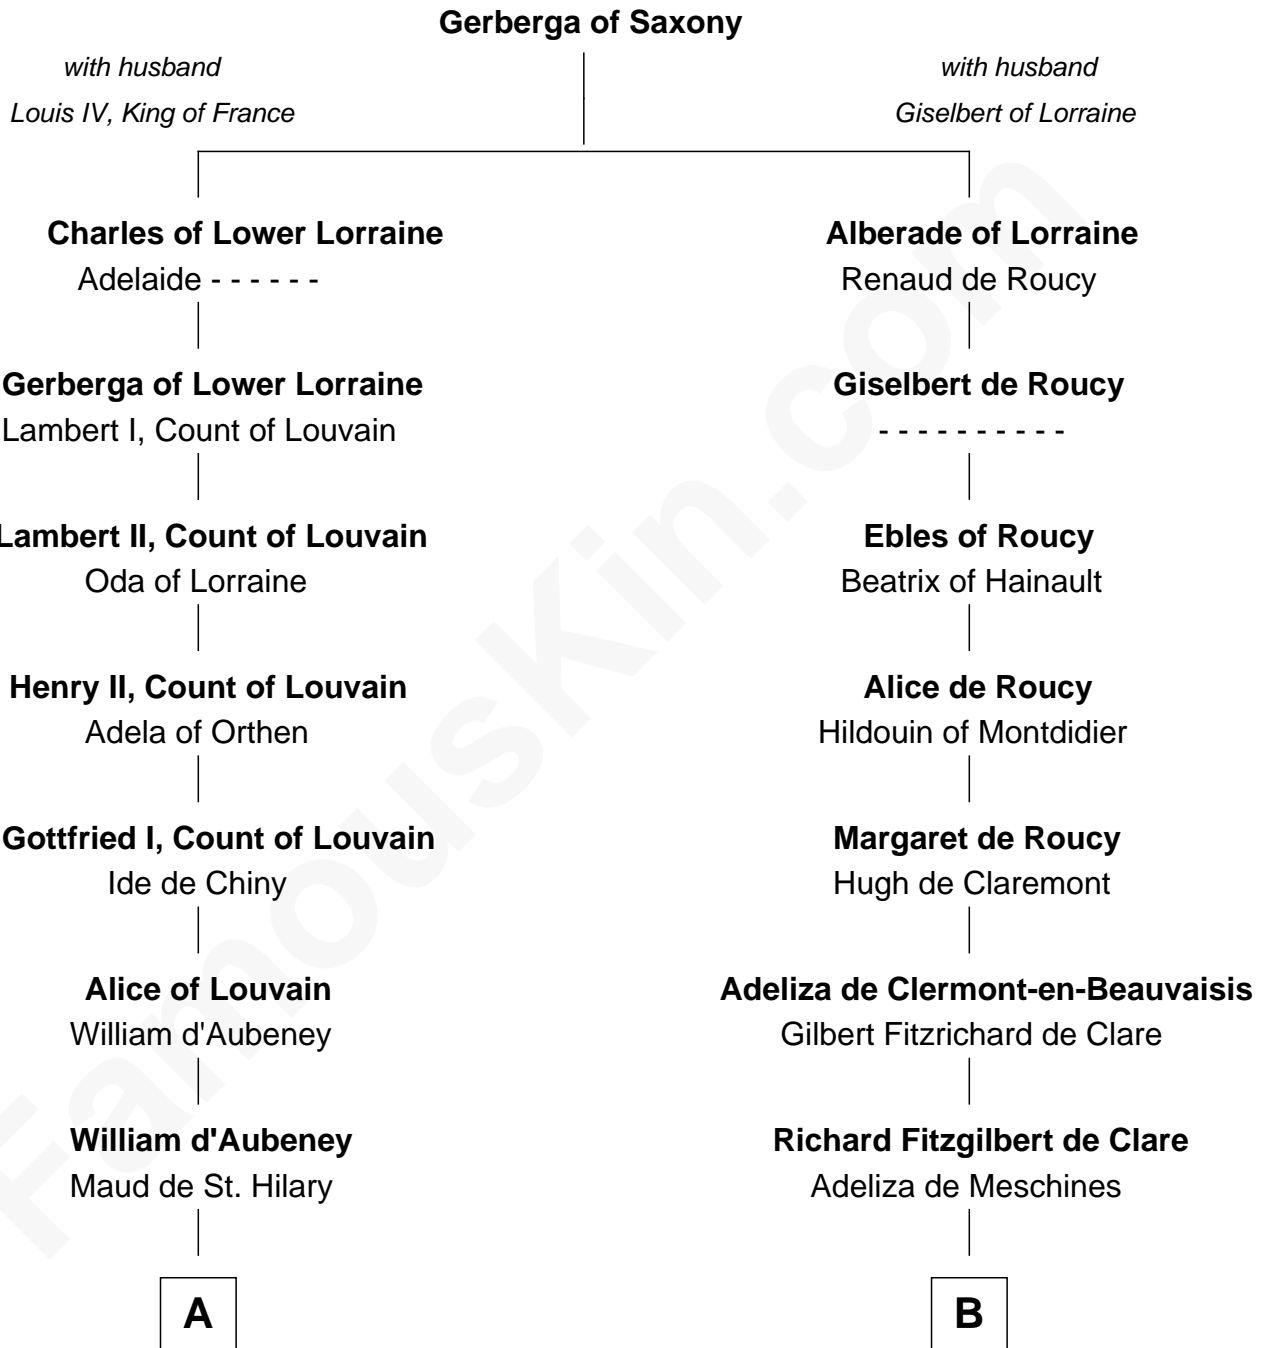 Gerberga of Saxony
with husband
Louis IV, King of France
with husband
Giselbert of Lorraine
Charles of Lower Lorraine
Adelaide - - - - - -
Alberade of Lorraine
Renaud de Roucy
Gerberga of Lower Lorraine
Lambert I, Count of Louvain
Giselbert de Roucy
- - - - - - - - - -
Lambert II, Count of Louvain
Oda of Lorraine
Ebles of Roucy
Beatrix of Hainault
Henry II, Count of Louvain
Adela of Orthen
Alice de Roucy
Hildouin of Montdidier
Gottfried I, Count of Louvain
Ide de Chiny
Margaret de Roucy
Hugh de Claremont
Alice of Louvain
William d'Aubeney
Adeliza de Clermont-en-Beauvaisis
Gilbert Fitzrichard de Clare
William d'Aubeney
Maud de St. Hilary
Richard Fitzgilbert de Clare
Adeliza de Meschines
A
B
FamousKin.com